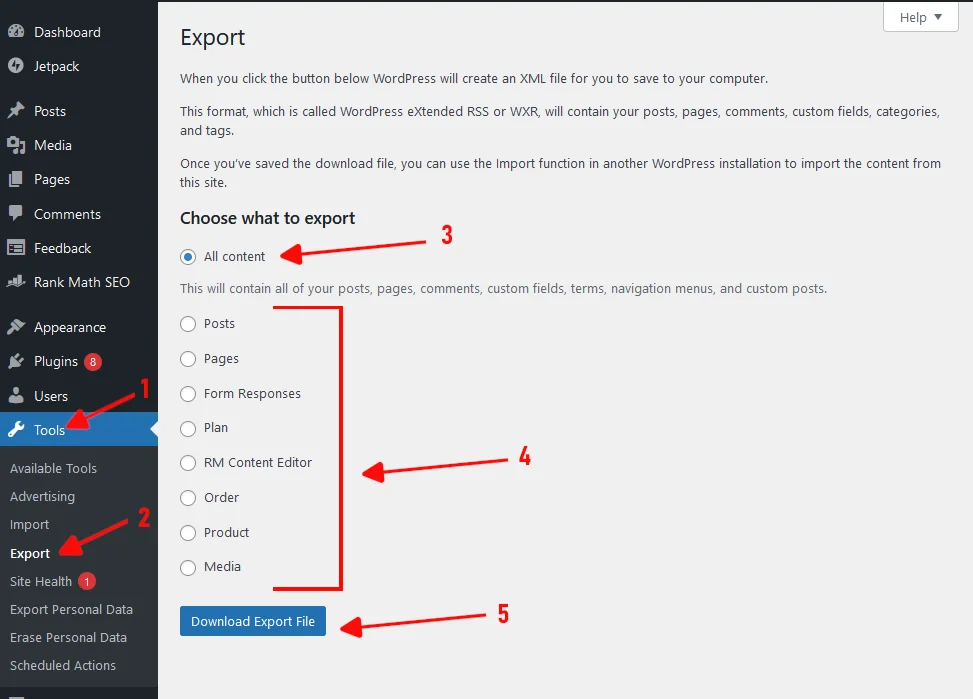 Dashboard
Jetpack
Posts
Media
Pages
Comments
Feedback
Rank Math SEO
Appearance
Plugins 8
Users
1
Tools
Available Tools
Advertising
Import
2
Export
Site Health 1
Export Personal Data
Erase Personal Data
Scheduled Actions
Help ▼
Export
When you click the button below WordPress will create an XML file for you to save to your computer.
This format, which is called WordPress eXtended RSS or WXR, will contain your posts, pages, comments, custom fields, categories,
and tags.
Once you've saved the download file, you can use the Import function in another WordPress installation to import the content from
this site.
Choose what to export
3
All content
This will contain all of your posts, pages, comments, custom fields, terms, navigation menus, and custom posts.
Posts
Pages
Form Responses
Plan
4
RM Content Editor
Order
Product
Media
5
Download Export File